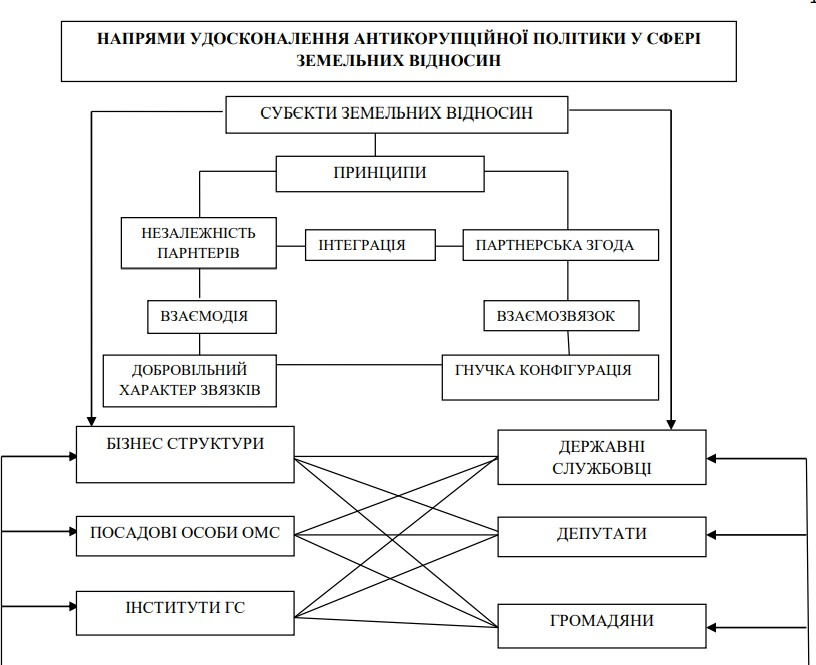 НАПРЯМИ УДОСКОНАЛЕННЯ АНТИКОРУПЦІЙНОЇ ПОЛІТИКИ У СФЕРІ
ЗЕМЕЛЬНИХ ВІДНОСИН
СУБЄКТИ ЗЕМЕЛЬНИХ ВІДНОСИН
ПРИНЦИПИ
НЕЗАЛЕЖНІСТЬ
ПАРНТЕРІВ
ІНТЕГРАЦІЯ
ПАРТНЕРСЬКА ЗГОДА
ВЗАЄМОДІЯ
ВЗАЄМОЗВЯЗОК
ДОБРОВІЛЬНИЙ
ХАРАКТЕР ЗВЯЗКІВ
ГНУЧКА КОНФІГУРАЦІЯ
БІЗНЕС СТРУКТУРИ
ДЕРЖАВНІ
СЛУЖБОВЦІ
ПОСАДОВІ ОСОБИ ОМС
ДЕПУТАТИ
ІНСТИТУТИ ГС
ГРОМАДЯНИ